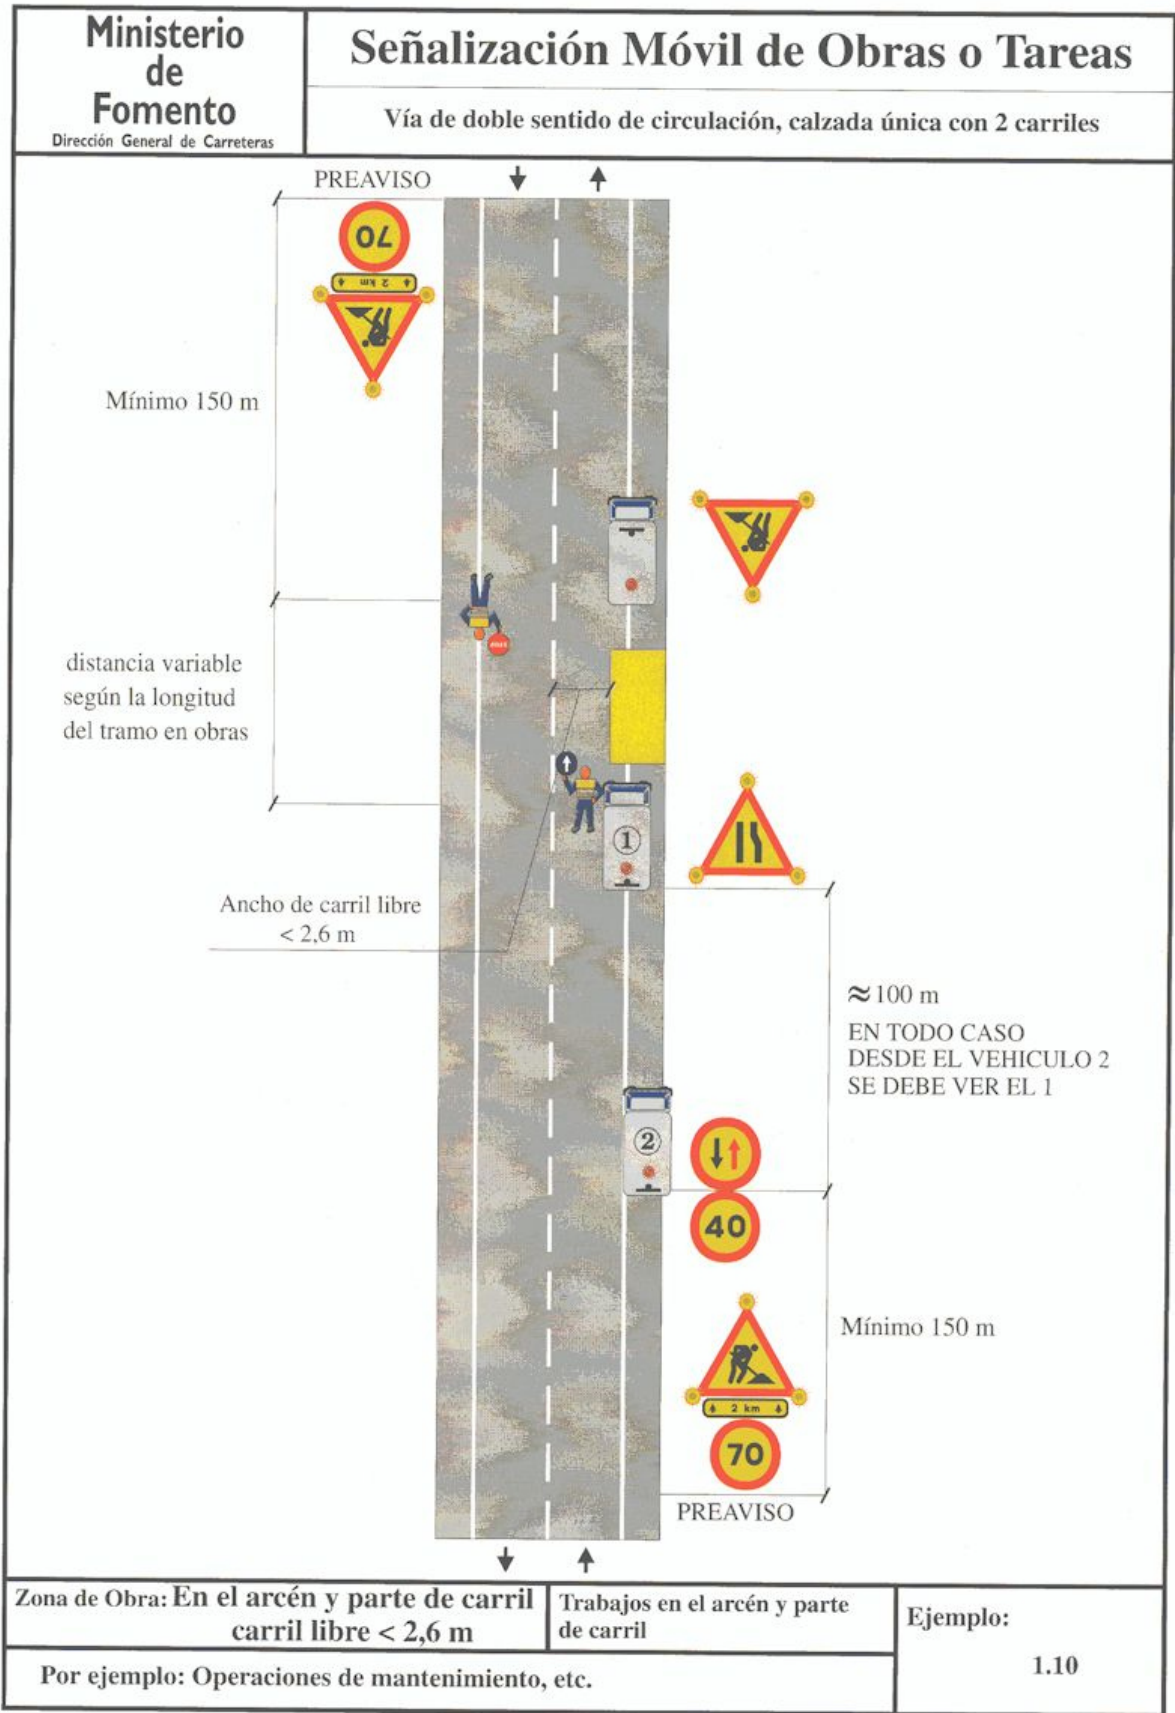 Ministerio
de
Fomento
Dirección General de Carreteras
Señalización Móvil de Obras o Tareas
Vía de doble sentido de circulación, calzada única con 2 carriles
PREAVISO
70
2 km
Mínimo 150 m
distancia variable
según la longitud
del tramo en obras
1
Ancho de carril libre
< 2,6 m
≈100 m
EN TODO CASO
DESDE EL VEHICULO 2
SE DEBE VER EL 1
2
40
Mínimo 150 m
2 km
70
PREAVISO
Zona de Obra: En el arcén y parte de carril
carril libre < 2,6 m
Trabajos en el arcén y parte
de carril
Ejemplo:
1.10
Por ejemplo: Operaciones de mantenimiento, etc.